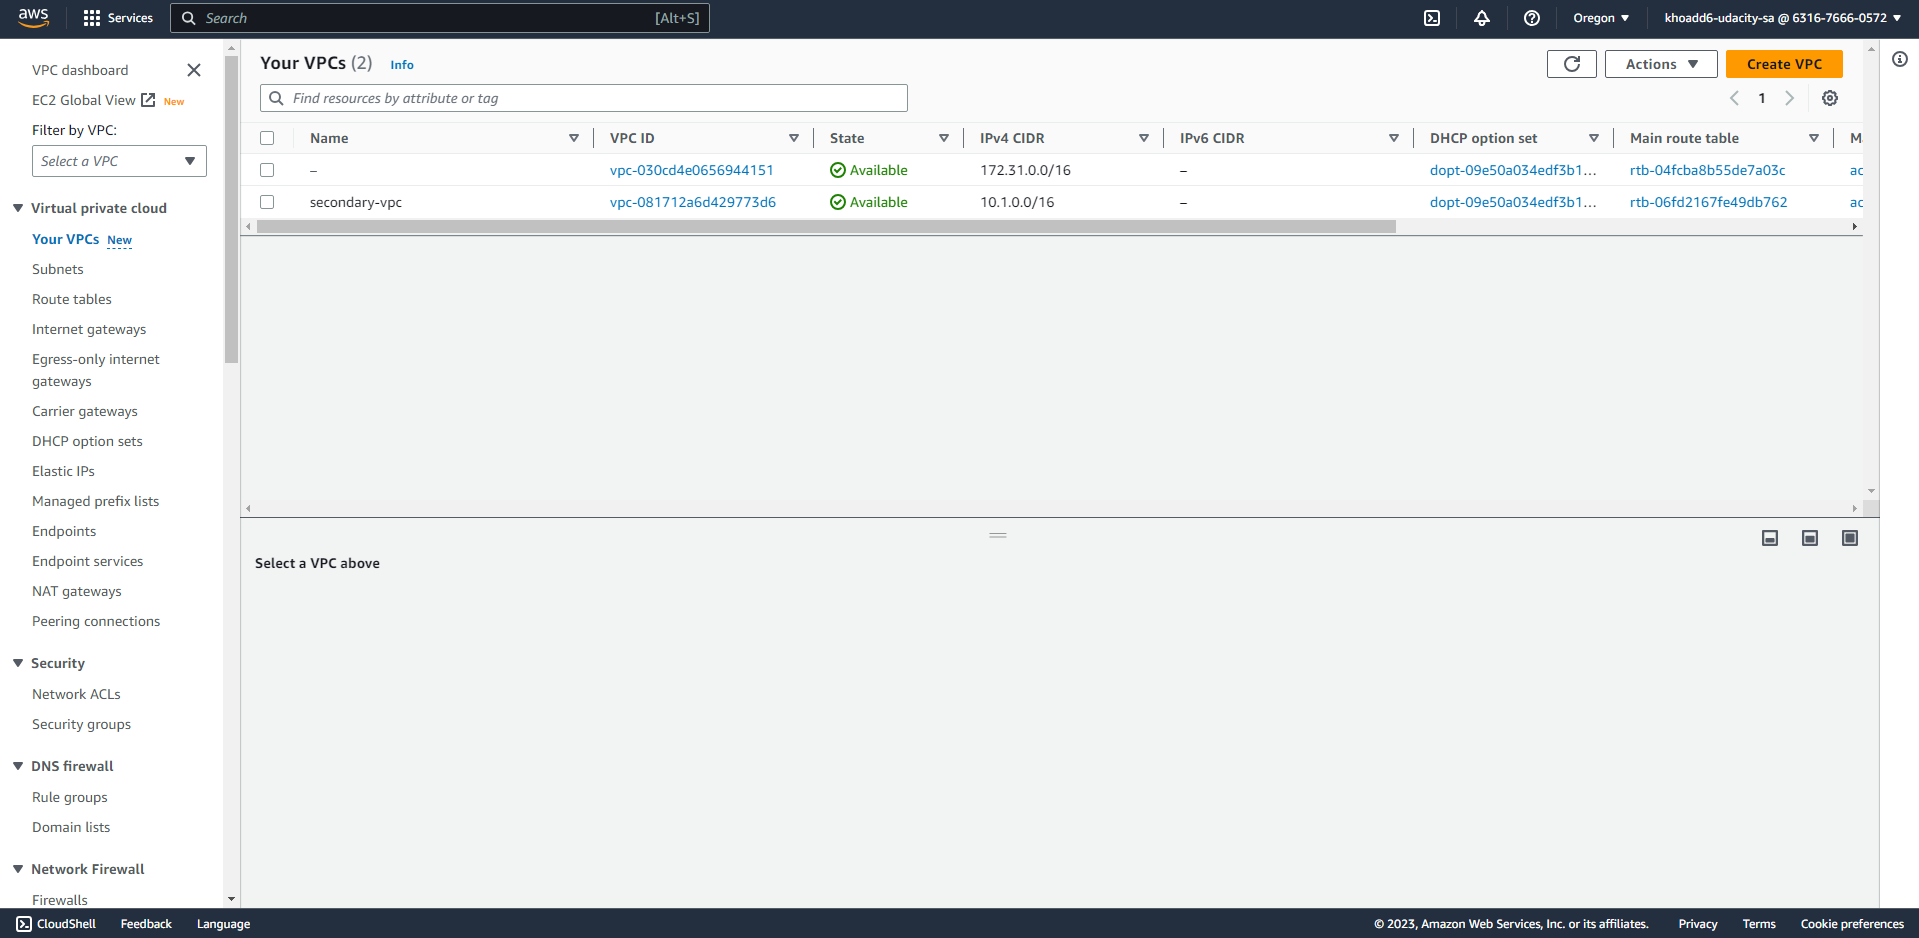 aws
Services
Search
[Alt+S]
Oregon
khoadd6-udacity-sa @ 6316-7666-0572
VPC dashboard
EC2 Global View New
Filter by VPC:
Select a VPC
Virtual private cloud
Your VPCs New
Subnets
Route tables
Internet gateways
Egress-only internet
gateways
Carrier gateways
DHCP option sets
Elastic IPs
Managed prefix lists
Endpoints
Endpoint services
NAT gateways
Peering connections
Security
Network ACLs
Security groups
DNS firewall
Rule groups
Domain lists
Network Firewall
Firewalls
Your VPCs (2) Info
Actions
Create VPC
Find resources by attribute or tag
1
Name VPC ID State IPv4 CIDR IPv6 CIDR DHCP option set Main route table M
– vpc-030cd4e0656944151 Available 172.31.0.0/16 – dopt-09e50a034edf3b1... rtb-04fcba8b55de7a03c ac
secondary-vpc vpc-081712a6d429773d6 Available 10.1.0.0/16 – dopt-09e50a034edf3b1... rtb-06fd2167fe49db762 ac
Select a VPC above
CloudShell Feedback Language
© 2023, Amazon Web Services, Inc. or its affiliates. Privacy Terms Cookie preferences